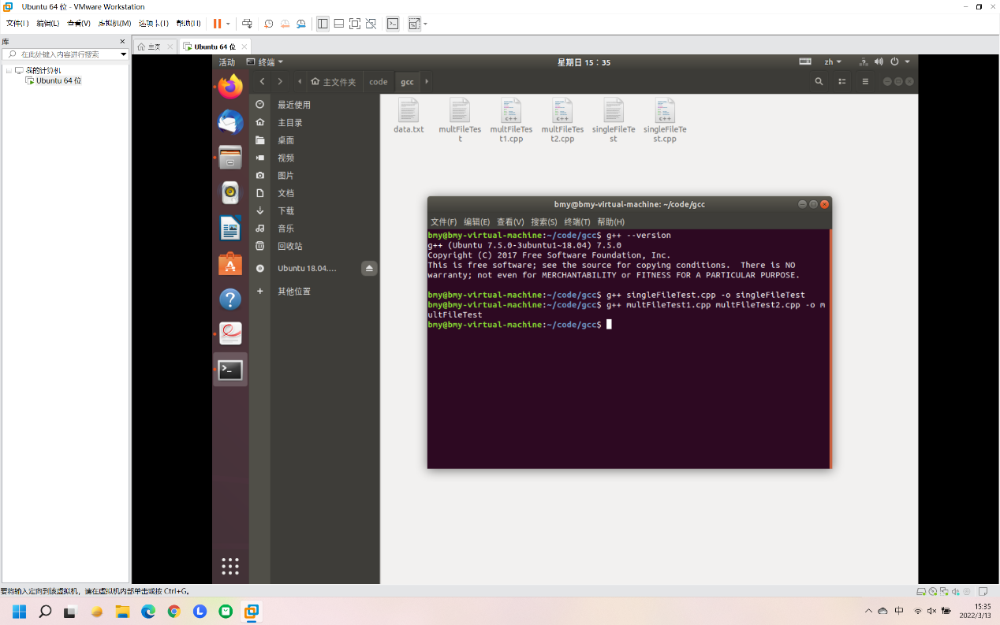 Ubuntu 64 位 - VMware Workstation
文件(F) 编辑(E) 查看(V) 虚拟机(M) 选项卡(T) 帮助(H)
库
主页
Ubuntu 64 位
在此处键入内容进行搜索
我的计算机
Ubuntu 64 位
活动
终端
星期日 15：35
zh
主文件夹
code
gcc
最近使用
主目录
桌面
视频
图片
文档
下载
音乐
回收站
Ubuntu 18.04....
其他位置
data.txt
multFileTes
t
multFileTes
t1.cpp
multFileTes
t2.cpp
singleFileTe
st
singleFileTe
st.cpp
bmy@bmy-virtual-machine: ~/code/gcc
文件(F) 编辑(E) 查看(V) 搜索(S) 终端(T) 帮助(H)
bmy@bmy-virtual-machine:~/code/gcc$ g++ --version
g++ (Ubuntu 7.5.0-3ubuntu1~18.04) 7.5.0
Copyright (C) 2017 Free Software Foundation, Inc.
This is free software; see the source for copying conditions.  There is NO
warranty; not even for MERCHANTABILITY or FITNESS FOR A PARTICULAR PURPOSE.
bmy@bmy-virtual-machine:~/code/gcc$ g++ singleFileTest.cpp -o singleFileTest
bmy@bmy-virtual-machine:~/code/gcc$ g++ multFileTest1.cpp multFileTest2.cpp -o m
ultFileTest
bmy@bmy-virtual-machine:~/code/gcc$
要将输入定向到该虚拟机，请在虚拟机内部单击或按 Ctrl+G。
中
15:35
2022/3/13